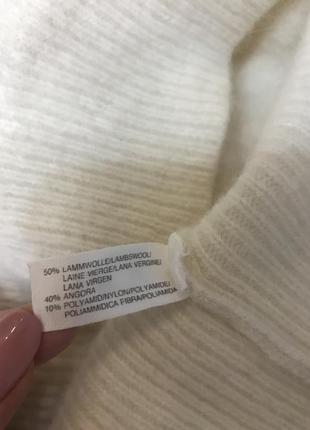 50% LAMMWOLLE/LAMBSWOOL/
LAINE VIERGE/LANA VERGINE/
LANA VIRGEN
40% ANGORA
10% POLYAMID/NYLON/POLYAMIDE/
POLIAMMIDICA FIBRA/POLIAMIDA